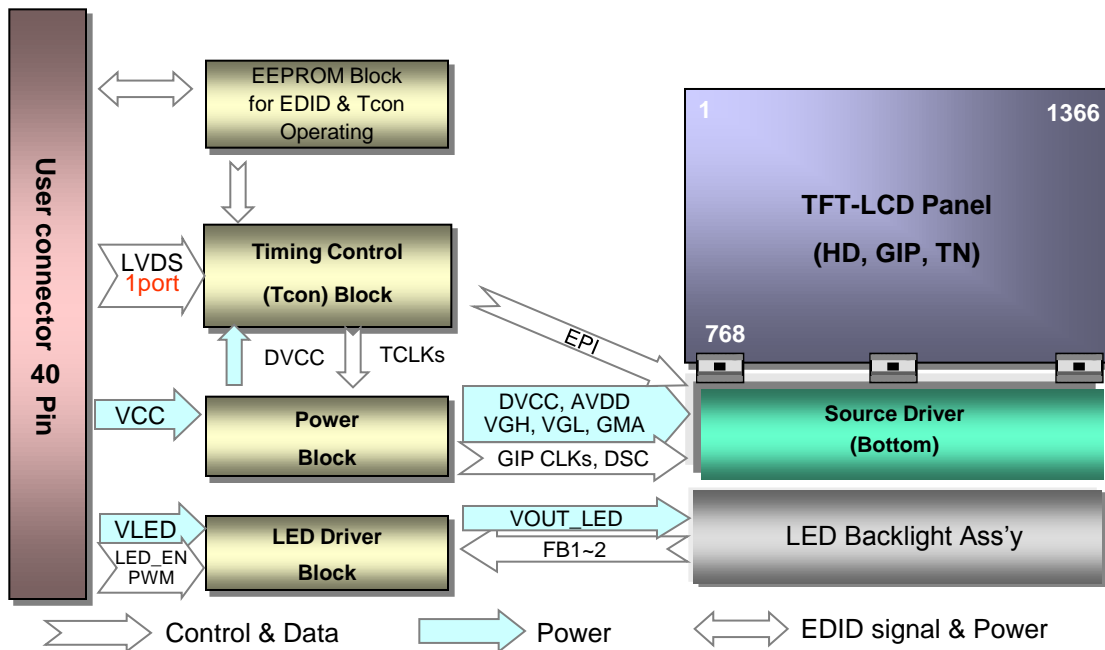 User connector 40 Pin
EEPROM Block
for EDID & Tcon
Operating
LVDS
1port
Timing Control
(Tcon) Block
DVCC
TCLKs
EPI
VCC
Power
Block
DVCC, AVDD
VGH, VGL, GMA
GIP CLKs, DSC
VLED
LED_EN
PWM
LED Driver
Block
VOUT_LED
FB1~2
1
1366
TFT-LCD Panel
(HD, GIP, TN)
768
Source Driver
(Bottom)
LED Backlight Ass'y
Control & Data
Power
EDID signal & Power